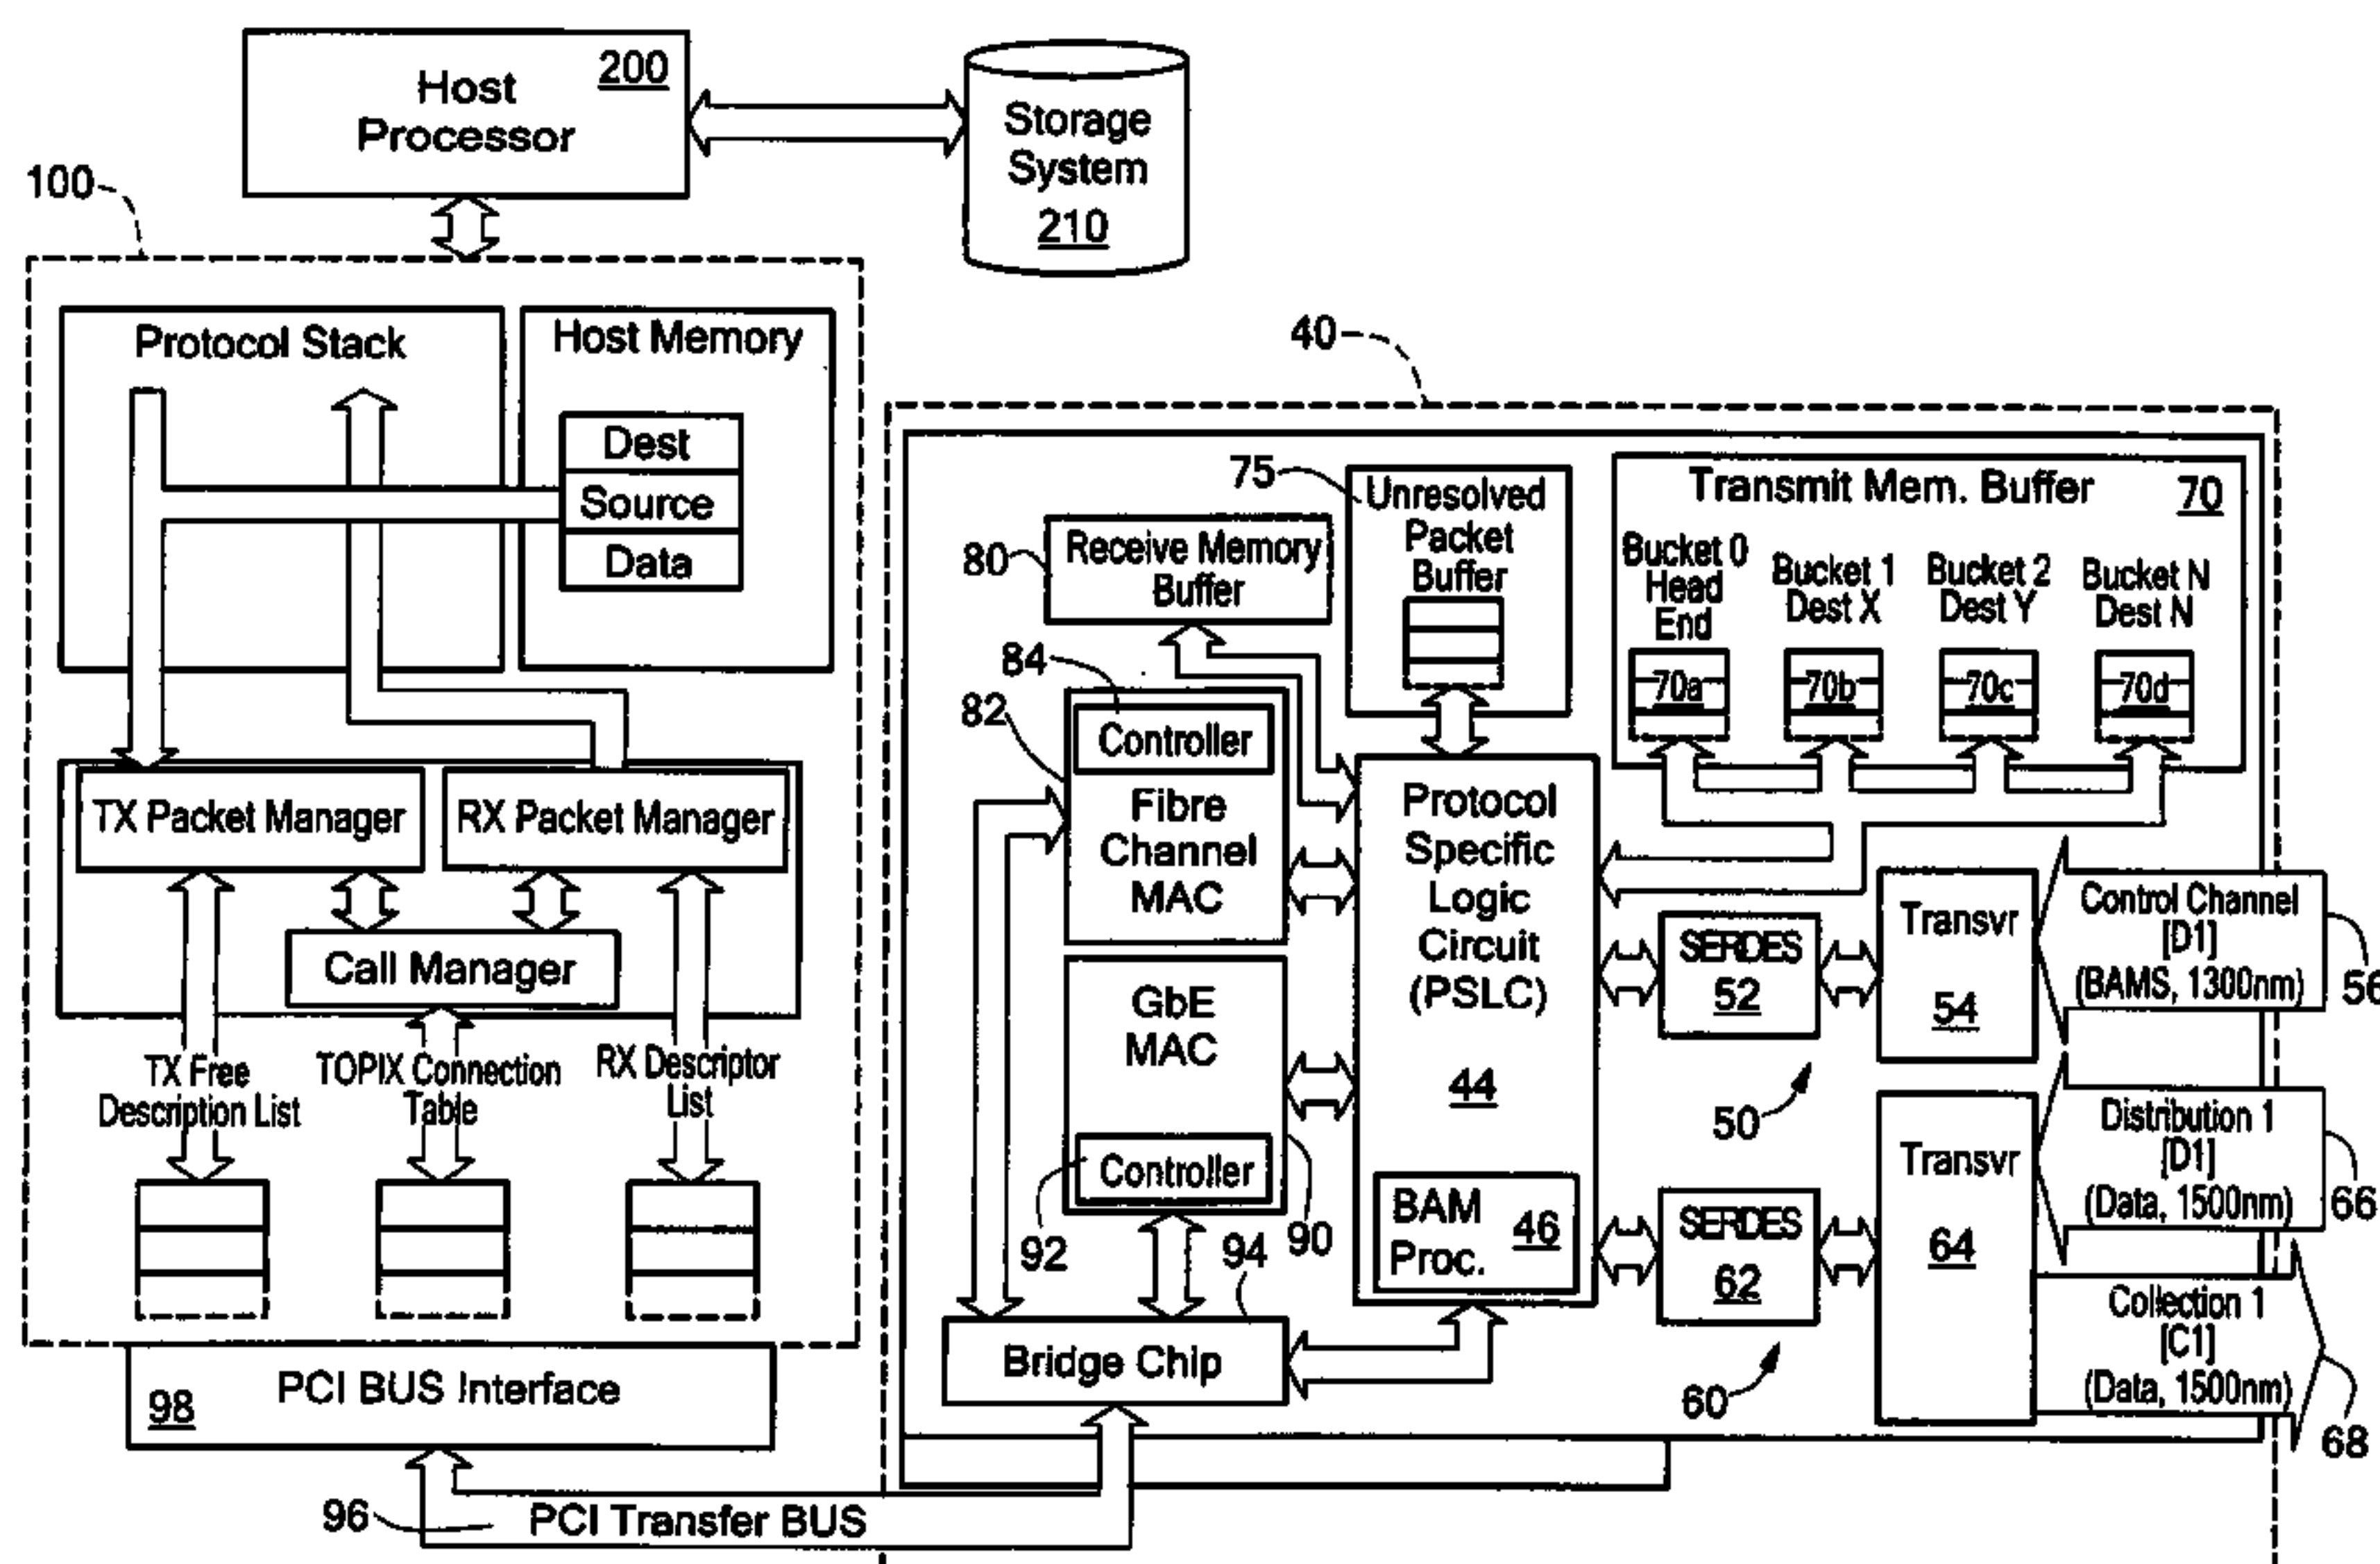 200
Host
Processor
Storage
System
210
100
Protocol Stack
Host Memory
Dest
Source
Data
TX Packet Manager
RX Packet Manager
Call Manager
TX Free
Description List
TOPIX Connection
Table
RX Descriptor
List
PCI BUS Interface
98
96
PCI Transfer BUS
40
75
Unresolved
Packet
Buffer
Transmit Mem. Buffer
70
Bucket 0
Head
End
Bucket 1
Dest X
Bucket 2
Dest Y
Bucket N
Dest N
70a
70b
70c
70d
80
Receive Memory
Buffer
84
82
Controller
Fibre
Channel
MAC
GbE
MAC
Controller
92
90
94
Bridge Chip
Protocol
Specific
Logic
Circuit
(PSLC)
44
BAM
Proc.
46
SERDES
52
Transvr
54
Control Channel
[D1]
(BAMS, 1300nm)
56
50
SERDES
62
Transvr
64
Distribution 1
[D1]
(Data, 1500nm)
66
60
Collection 1
[C1]
(Data, 1500nm)
68